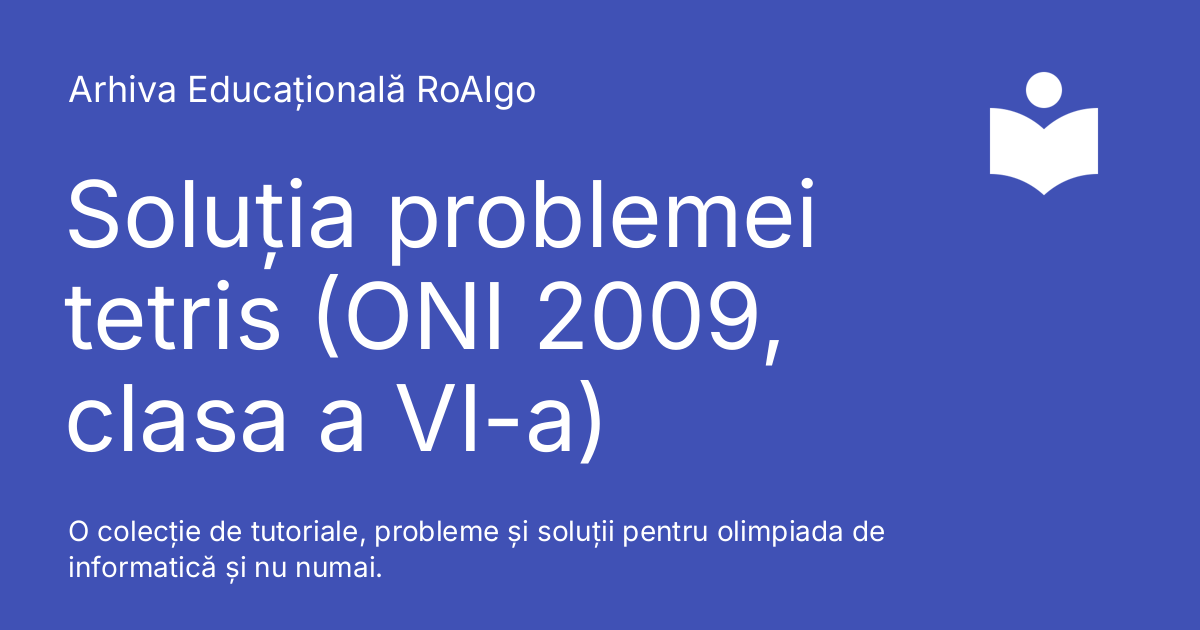 Arhiva Educațională RoAlgo
Soluția problemei
tetris (ONI 2009,
clasa a VI-a)
O colecție de tutoriale, probleme și soluții pentru olimpiada de
informatică și nu numai.